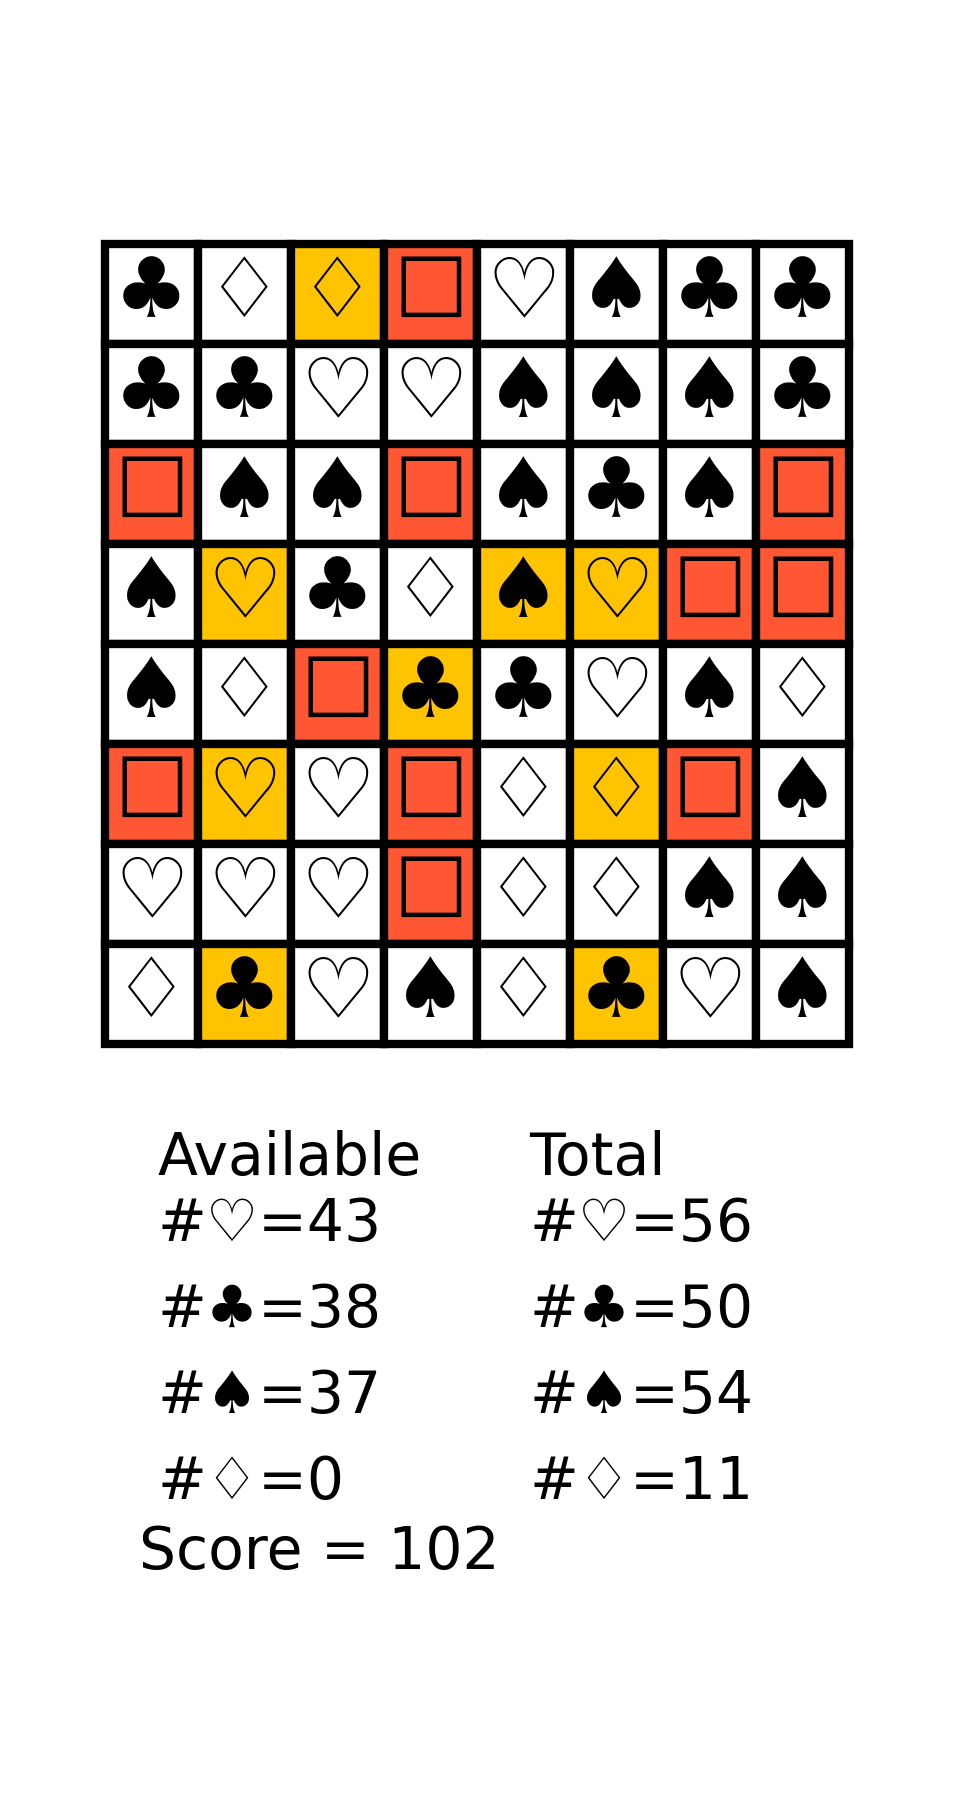 ♣ ♢ ♢ □ ♡ ♠ ♣ ♣
♣ ♣ ♡ ♡ ♠ ♠ ♠ ♣
□ ♠ ♠ □ ♠ ♣ ♠ □
♠ ♡ ♣ ♢ ♠ ♡ □ □
♠ ♢ □ ♣ ♣ ♡ ♠ ♢
□ ♡ ♡ □ ♢ ♢ □ ♠
♡ ♡ ♡ □ ♢ ♢ ♠ ♠
♢ ♣ ♡ ♠ ♢ ♣ ♡ ♠
Available Total
#♡=43 #♡=56
#♣=38 #♣=50
#♠=37 #♠=54
#♢=0 #♢=11
Score = 102